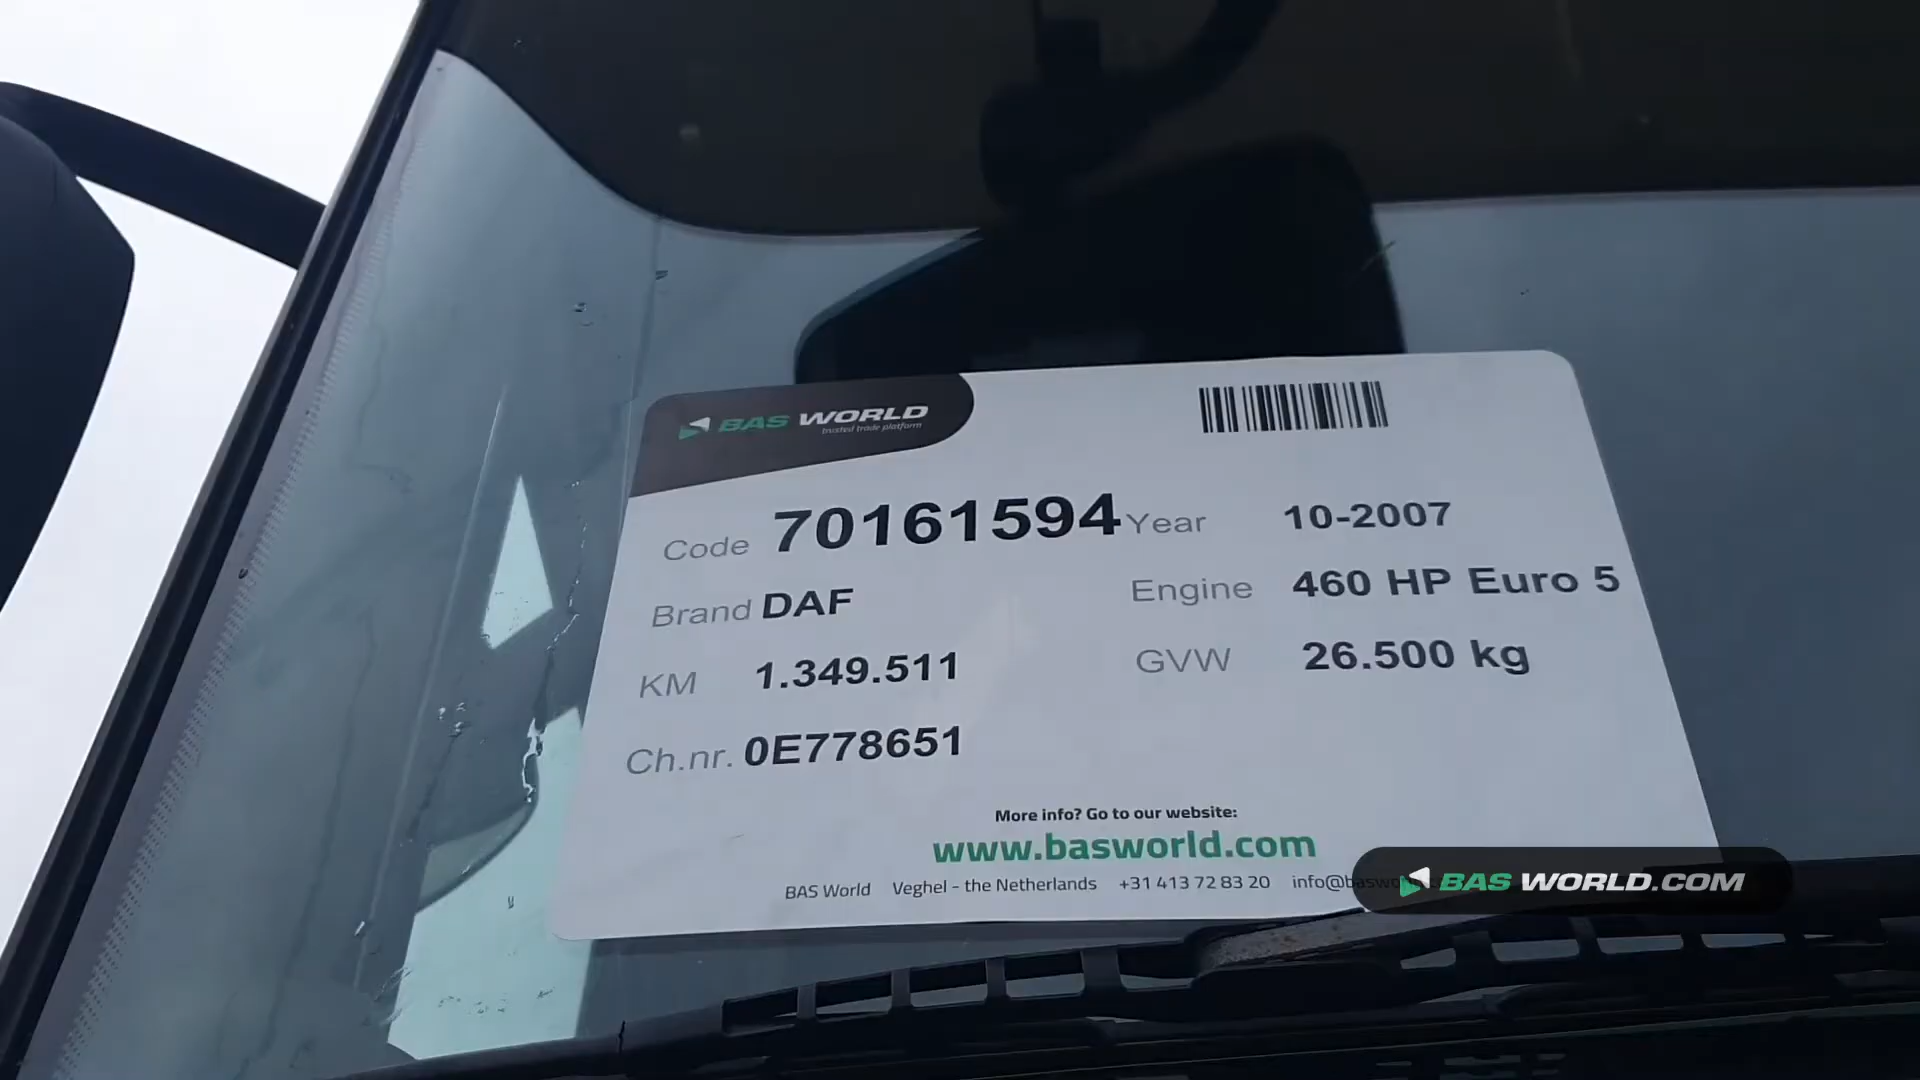 BAS WORLD
trusted trade platform
Code 70161594 Year 10-2007
Brand DAF Engine 460 HP Euro 5
KM 1.349.511 GVW 26.500 kg
Ch.nr. 0E778651
More info? Go to our website:
www.basworld.com
BAS World Veghel - the Netherlands +31 413 72 83 20 info@baswo
BAS WORLD.COM